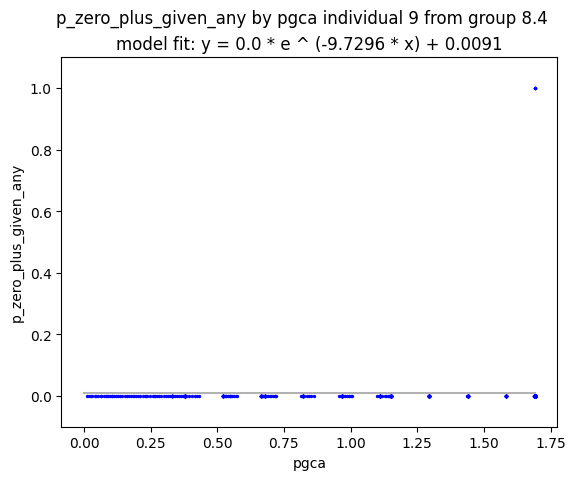 p_zero_plus_given_any by pgca individual 9 from group 8.4
model fit: y = 0.0 * e ^ (-9.7296 * x) + 0.0091
1.0
0.8
0.6
0.4
0.2
0.0
p_zero_plus_given_any
0.00 0.25 0.50 0.75 1.00 1.25 1.50 1.75
pgca